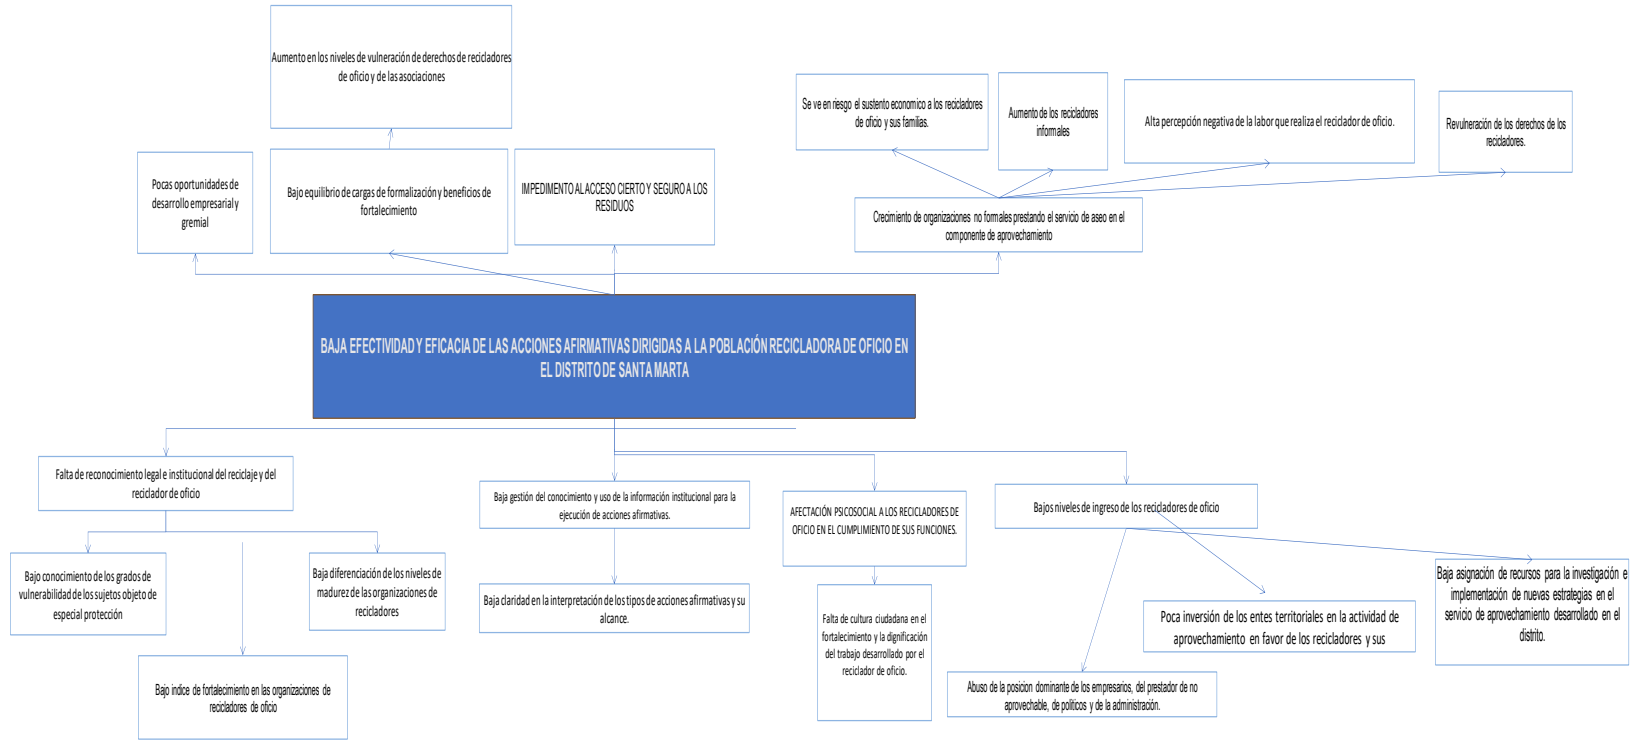 Aumento en los niveles de vulneración de derechos de recicladores
de oficio y de las asociaciones
Se ve en riesgo el sustento economico a los recicladores
de oficio y sus familias.
Aumento de los recicladores
informales
Alta percepción negativa de la labor que realiza el reciclador de oficio.
Revulneraciön de los derechos de los
recicladores.
Pocas oportunidades de
desarrollo empresarial y
gremial
Bajo equilibrio de cargas de formalización y beneficios de
fortalecimiento
IMPEDIMENTO AL ACCESO CIERTO Y SEGURO A LOS
RESIDUOS
Crecimiento de organizaciones no formales prestando el servicio de aseo en el
componente de aprovechamiento
BAJA EFECTIVIDAD Y EFICACIA DE LAS ACCIONES AFIRMATIVAS DIRIGIDAS A LA POBLACIÓN RECICLADORA DE OFICIO EN
EL DISTRITO DE SANTA MARTA
Falta de reconocimiento legal e institucional del reciclaje y del
reciclador de oficio
Baja gestión del conocimiento y uso de la información institucional para la
ejecución de acciones afirmativas.
AFECTACIÓN PSICOSOCIAL A LOS RECICLADORES DE
OFICIO EN EL CUMPLIMIENTO DE SUS FUNCIONES.
Bajos niveles de ingreso de los recicladores de oficio
Bajo conocimiento de los grados de
vulnerabilidad de los sujetos objeto de
especial protección
Baja diferenciación de los niveles de
madurez de las organizaciones de
recicladores
Baja claridad en la interpretación de los tipos de acciones afirmativas y su
alcance.
Falta de cultura ciudadana en el
fortalecimiento y la dignificación
del trabajo desarrollado por el
reciclador de oficio.
Poca inversión de los entes territoriales en la actividad de
aprovechamiento en favor de los recicladores y sus
Baja asignación de recursos para la investigación e
implementación de nuevas estrategias en el
servicio de aprovechamiento desarrollado en el
distrito.
Bajo indice de fortalecimiento en las organizaciones de
recicladores de oficio
Abuso de la posicion dominante de los empresarios, del prestador de no
aprovechable, de politicos y de la administración.